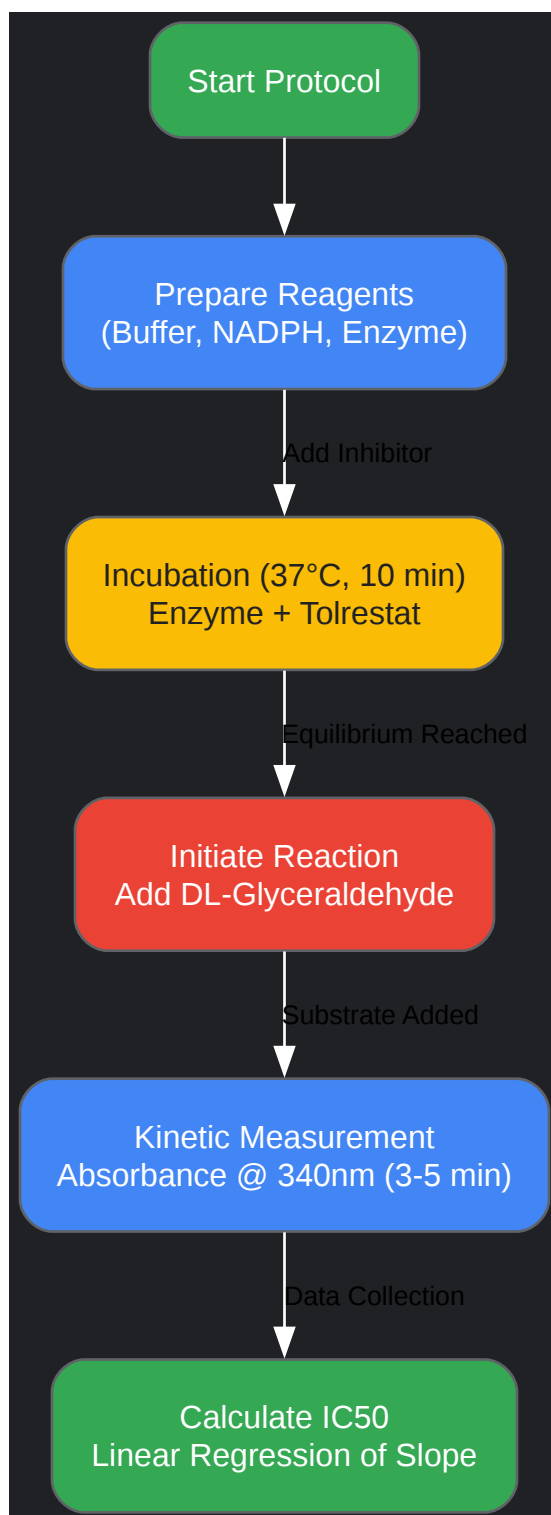 Start Protocol
Prepare Reagents
(Buffer, NADPH, Enzyme)
Add Inhibitor
Incubation (37°C, 10 min)
Enzyme + Tolrestat
Equilibrium Reached
Initiate Reaction
Add DL-Glyceraldehyde
Substrate Added
Kinetic Measurement
Absorbance @ 340nm (3-5 min)
Data Collection
Calculate IC50
Linear Regression of Slope